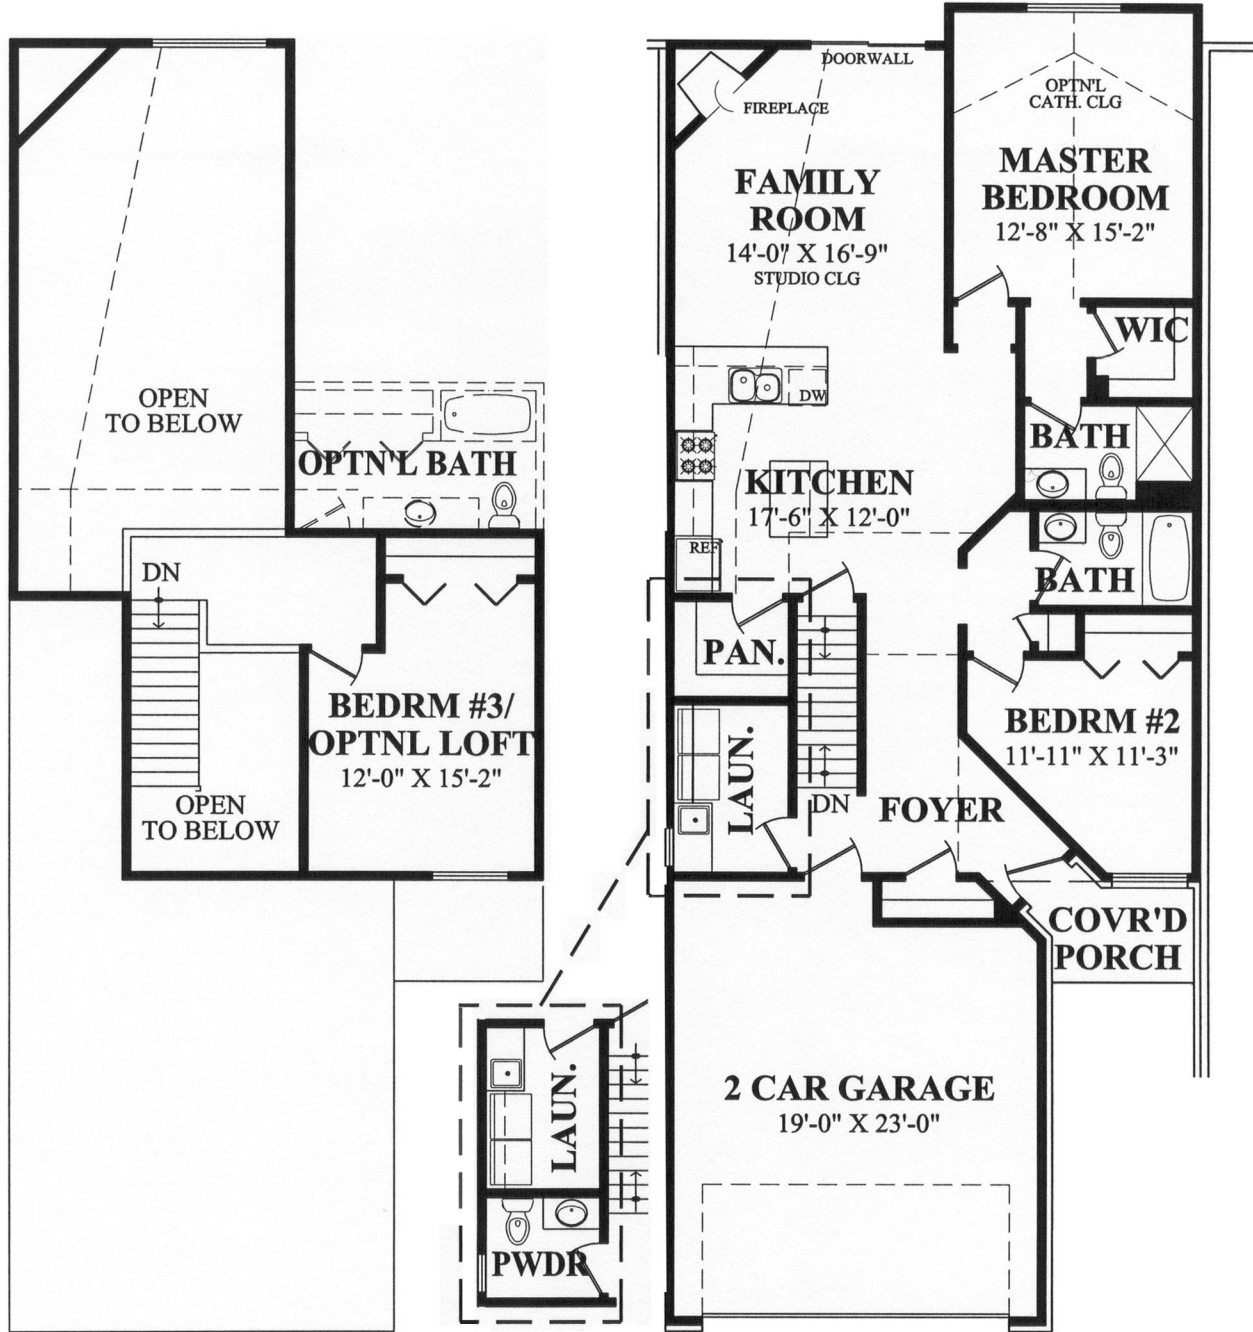 OPEN
TO BELOW
OPTN'L BATH
DN
BEDRM #3/
OPTNL LOFT
12'-0" X 15'-2"
OPEN
TO BELOW
LAUN.
PWDR
DOORWALL
FIREPLACE
FAMILY
ROOM
14'-0" X 16'-9"
STUDIO CLG
OPTN'L
CATH. CLG
MASTER
BEDROOM
12'-8" X 15'-2"
WIC
DW
BATH
KITCHEN
17'-6" X 12'-0"
REF
BATH
PAN.
BEDRM #2
11'-11" X 11'-3"
LAUN.
DN
FOYER
COVR'D
PORCH
2 CAR GARAGE
19'-0" X 23'-0"